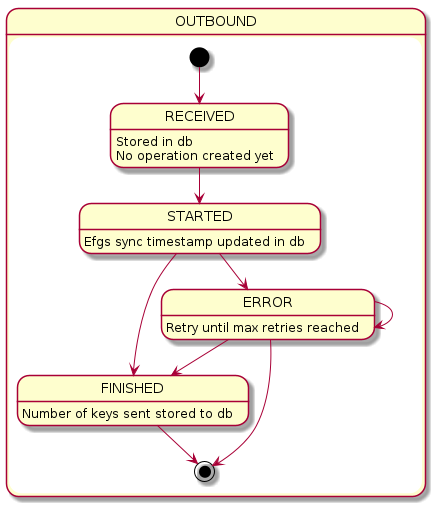 OUTBOUND
RECEIVED
Stored in db
No operation created yet
STARTED
Efgs sync timestamp updated in db
ERROR
Retry until max retries reached
FINISHED
Number of keys sent stored to db